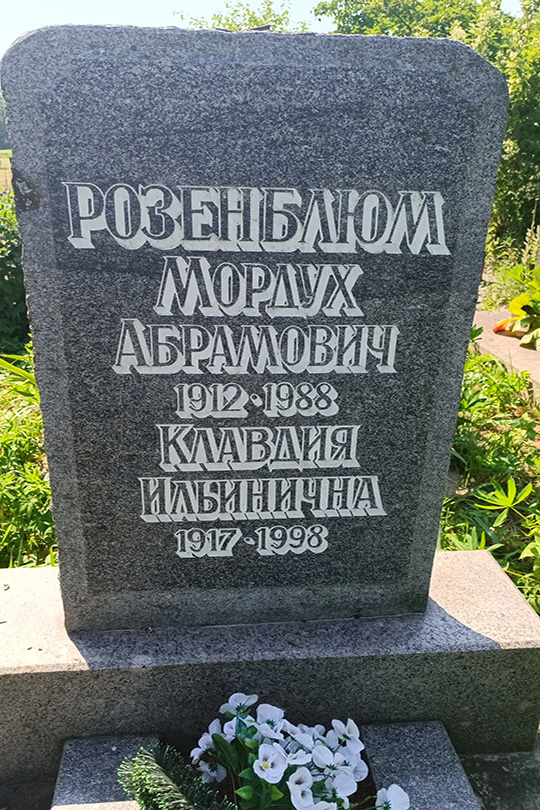 РОЗЕНБЛЮМ
МОРДУХ
АБРАМОВИЧ
1912·1988
КЛАВДИЯ
ИЛЬИНИЧНА
1917·1998